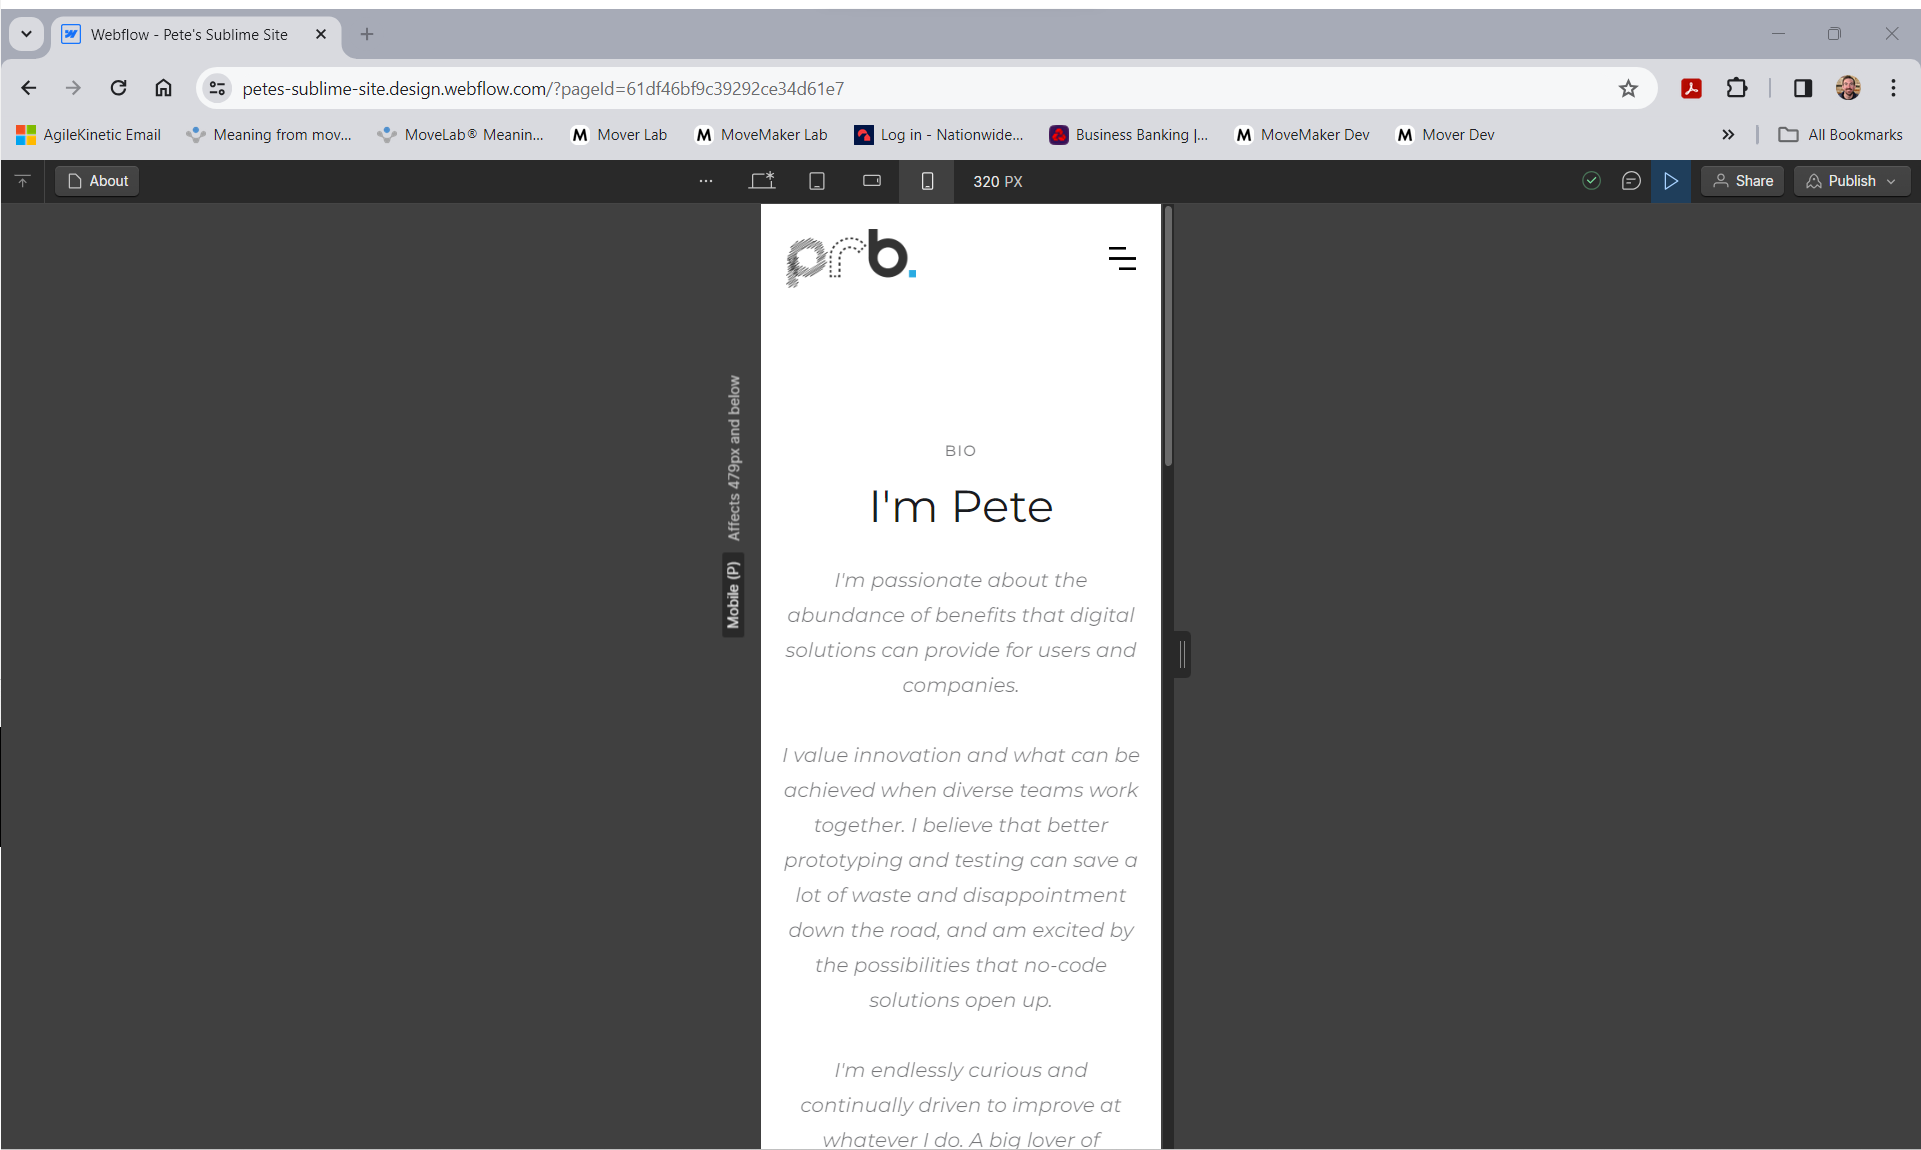 Webflow - Pete's Sublime Site
petes-sublime-site.design.webflow.com/?pageId=61df46bf9c39292ce34d61e7
AgileKinetic Email
Meaning from mov...
MoveLab® Meanin...
M Mover Lab
M MoveMaker Lab
Log in - Nationwide...
Business Banking |...
M MoveMaker Dev
M Mover Dev
All Bookmarks
About
320 PX
Share
Publish
prb.
Mobile (P) Affects 479px and below
BIO
I'm Pete
I'm passionate about the
abundance of benefits that digital
solutions can provide for users and
companies.
I value innovation and what can be
achieved when diverse teams work
together. I believe that better
prototyping and testing can save a
lot of waste and disappointment
down the road, and am excited by
the possibilities that no-code
solutions open up.
I'm endlessly curious and
continually driven to improve at
whatever I do. A big lover of